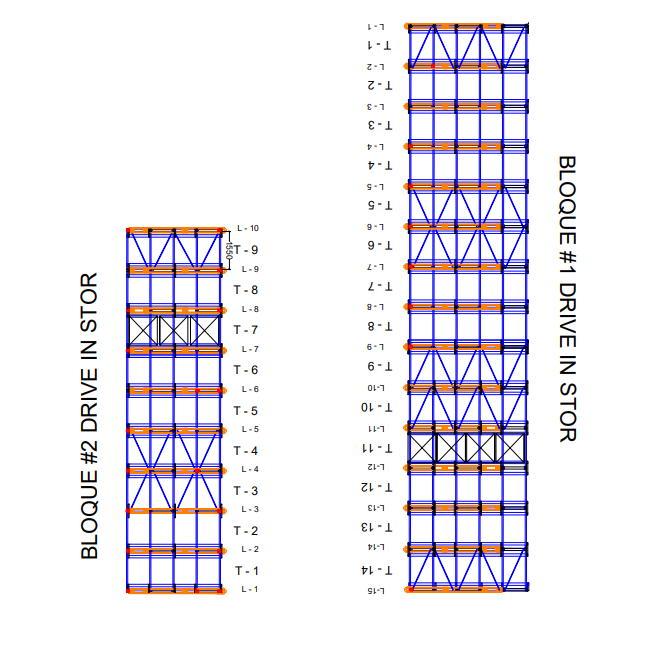 BLOQUE #2 DRIVE IN STOR
L - 10
1550
T - 9
L - 9
T - 8
L - 8
T - 7
L - 7
T - 6
L - 6
T - 5
L - 5
T - 4
L - 4
T - 3
L - 3
T - 2
L - 2
T - 1
L - 1
L - 1
T - 1
L - 2
T - 2
L - 3
T - 3
L - 4
T - 4
L - 5
T - 5
L - 6
T - 6
L - 7
T - 7
L - 8
T - 8
L - 9
T - 9
L-10
T - 10
L-11
T - 11
L-12
T - 12
L-13
T - 13
L-14
T - 14
L-15
BLOQUE #1 DRIVE IN STOR